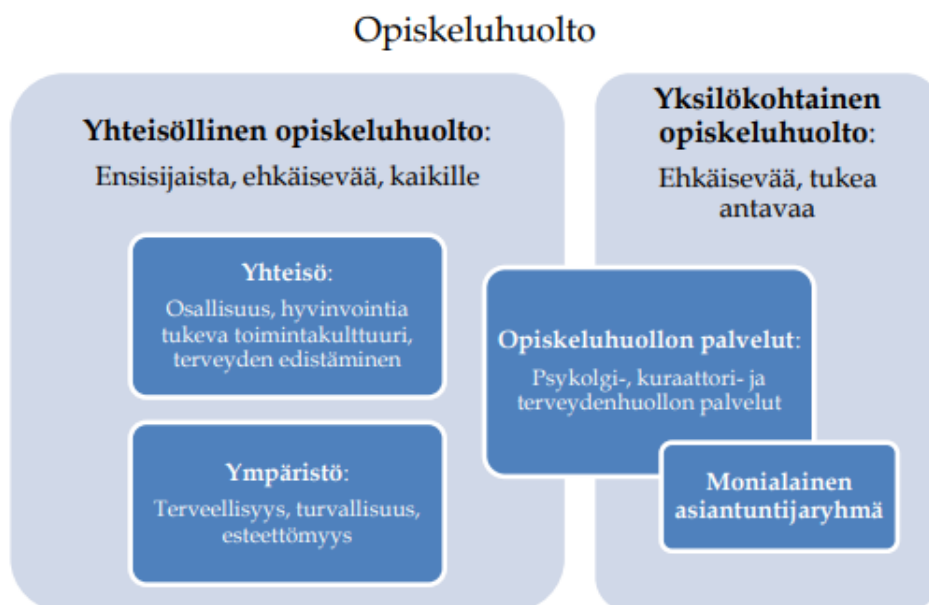 Opiskeluhuolto
Yhteisöllinen opiskeluhuolto:
Ensisijaista, ehkäisevää, kaikille
Yhteisö:
Osallisuus, hyvinvointia
tukeva toimintakulttuuri,
terveyden edistäminen
Ympäristö:
Terveellisyys, turvallisuus,
esteettömyys
Yksilökohtainen
opiskeluhuolto:
Ehkäisevää, tukea
antavaa
Opiskeluhuollon palvelut:
Psykolgi-, kuraattori- ja
terveydenhuollon palvelut
Monialainen
asiantuntijaryhmä